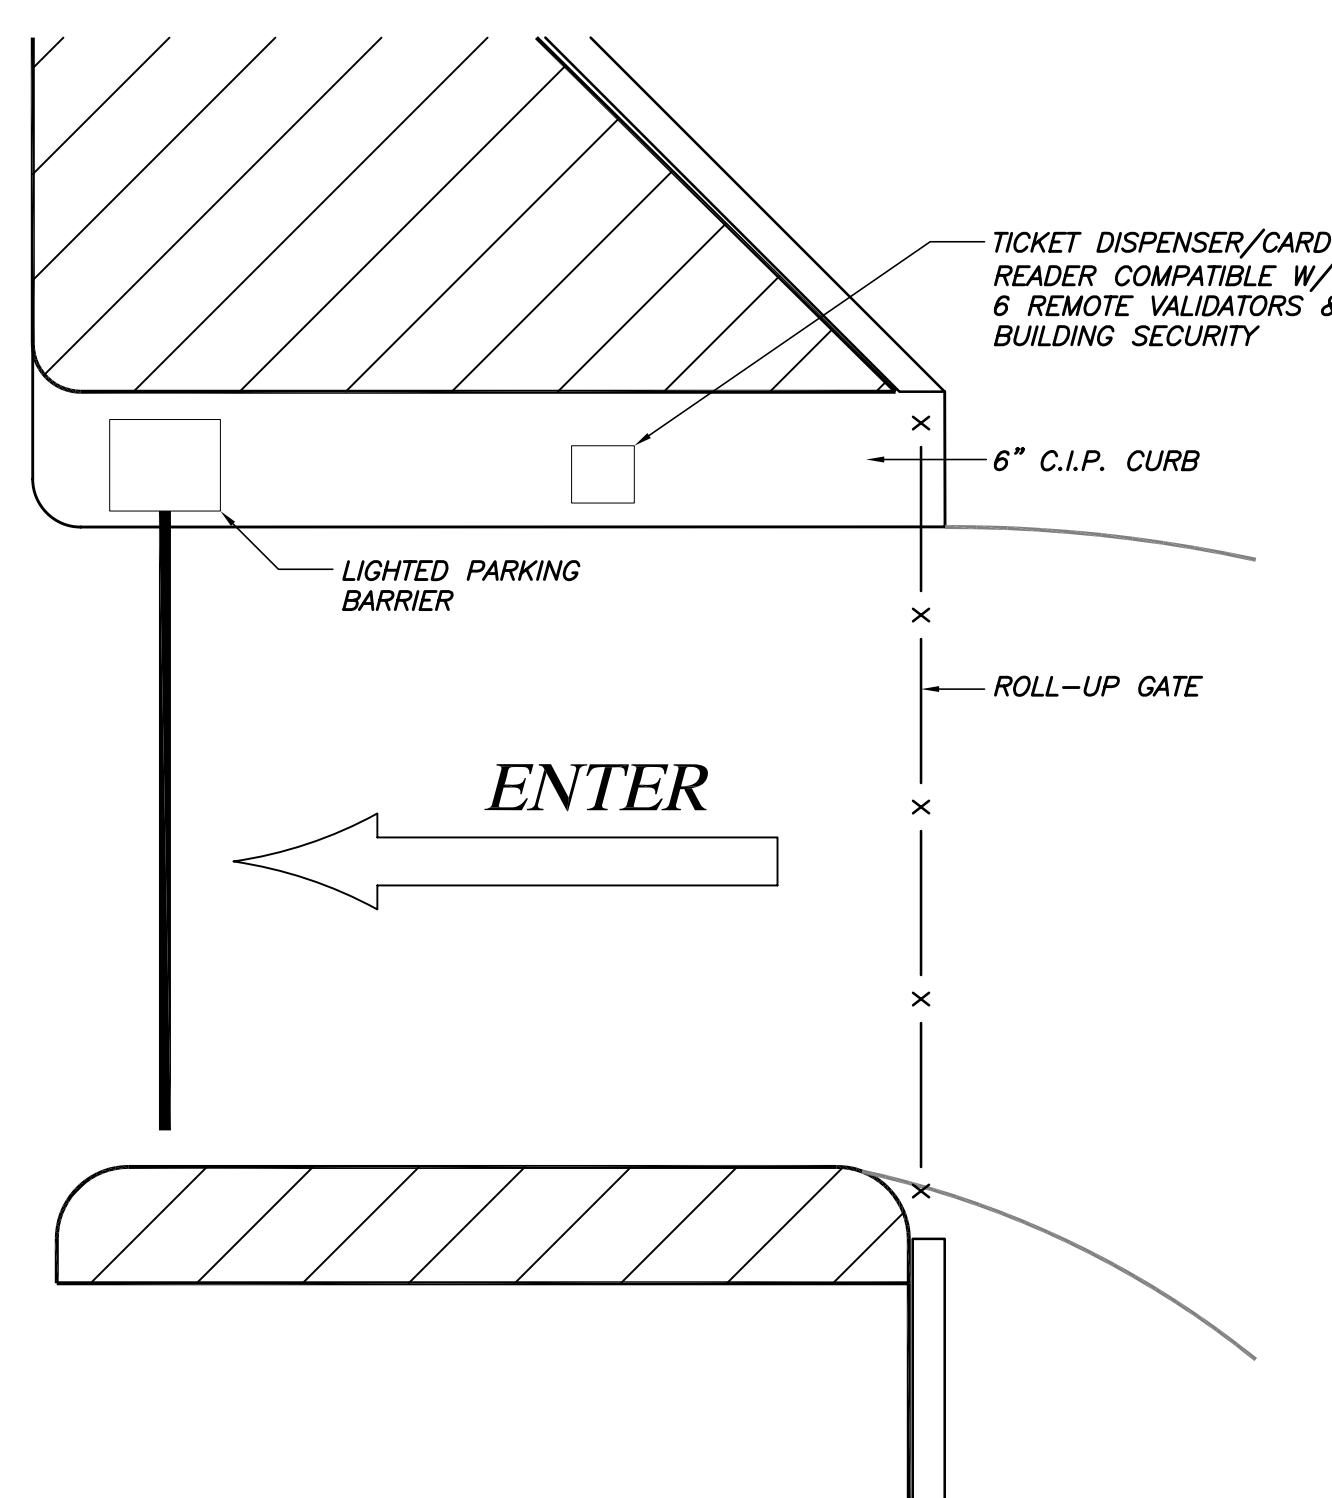 TICKET DISPENSER/CARD
READER COMPATIBLE W/
6 REMOTE VALIDATORS &
BUILDING SECURITY
6" C.I.P. CURB
LIGHTED PARKING
BARRIER
ROLL-UP GATE
ENTER